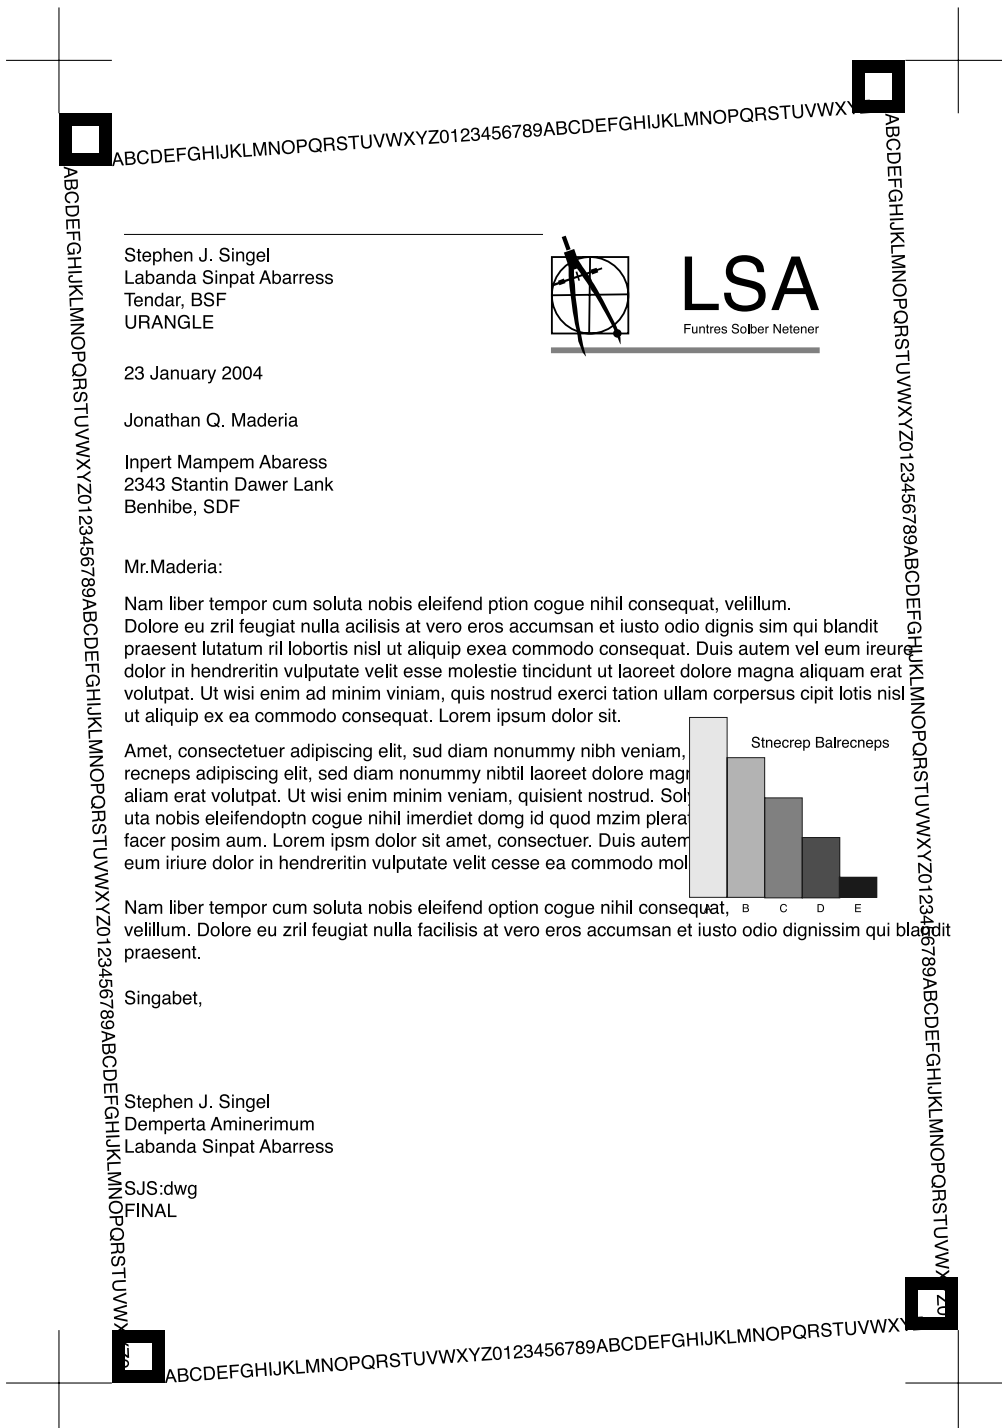 ABCDEFGHIJKLMNOPQRSTUVWXYZ0123456789ABCDEFGHIJKLMNOPQRSTUVWXY
ABCDEFGHIJKLMNOPQRSTUVWXYZ0123456789ABCDEFGHIJKLMNOPQRSTUVWXYZ0123456789ABCDEFGHIJKLMNOPQRSTUVWX
ABCDEFGHIJKLMNOPQRSTUVWXYZ0123456789ABCDEFGHIJKLMNOPQRSTUVWXYZ0123456789ABCDEFGHIJKLMNOPQRSTUVWX Z0
Stephen J. Singel
Labanda Sinpat Abarress
Tendar, BSF
URANGLE
LSA
Funtres Solber Netener
23 January 2004
Jonathan Q. Maderia
Inpert Mampem Abaress
2343 Stantin Dawer Lank
Benhibe, SDF
Mr.Maderia:
Nam liber tempor cum soluta nobis eleifend ption cogue nihil consequat, velillum.
Dolore eu zril feugiat nulla acilisis at vero eros accumsan et iusto odio dignis sim qui blandit
praesent lutatum ril lobortis nisl ut aliquip exea commodo consequat. Duis autem vel eum ireure
dolor in hendreritin vulputate velit esse molestie tincidunt ut laoreet dolore magna aliquam erat
volutpat. Ut wisi enim ad minim viniam, quis nostrud exerci tation ullam corpersus cipit lotis nisl
ut aliquip ex ea commodo consequat. Lorem ipsum dolor sit.
Stnecrep Balrecneps
Amet, consectetuer adipiscing elit, sud diam nonummy nibh veniam,
recneps adipiscing elit, sed diam nonummy nibtil laoreet dolore magn
aliam erat volutpat. Ut wisi enim minim veniam, quisient nostrud. Soly
uta nobis eleifendoptn cogue nihil imerdiet domg id quod mzim plerat
facer posim aum. Lorem ipsm dolor sit amet, consectuer. Duis autem
eum iriure dolor in hendreritin vulputate velit cesse ea commodo mol
A B C D E
Nam liber tempor cum soluta nobis eleifend option cogue nihil consequat,
velillum. Dolore eu zril feugiat nulla facilisis at vero eros accumsan et iusto odio dignissim qui blandit
praesent.
Singabet,
Stephen J. Singel
Demperta Aminerimum
Labanda Sinpat Abarress
SJS:dwg
FINAL
ABCDEFGHIJKLMNOPQRSTUVWXYZ0123456789ABCDEFGHIJKLMNOPQRSTUVWXY